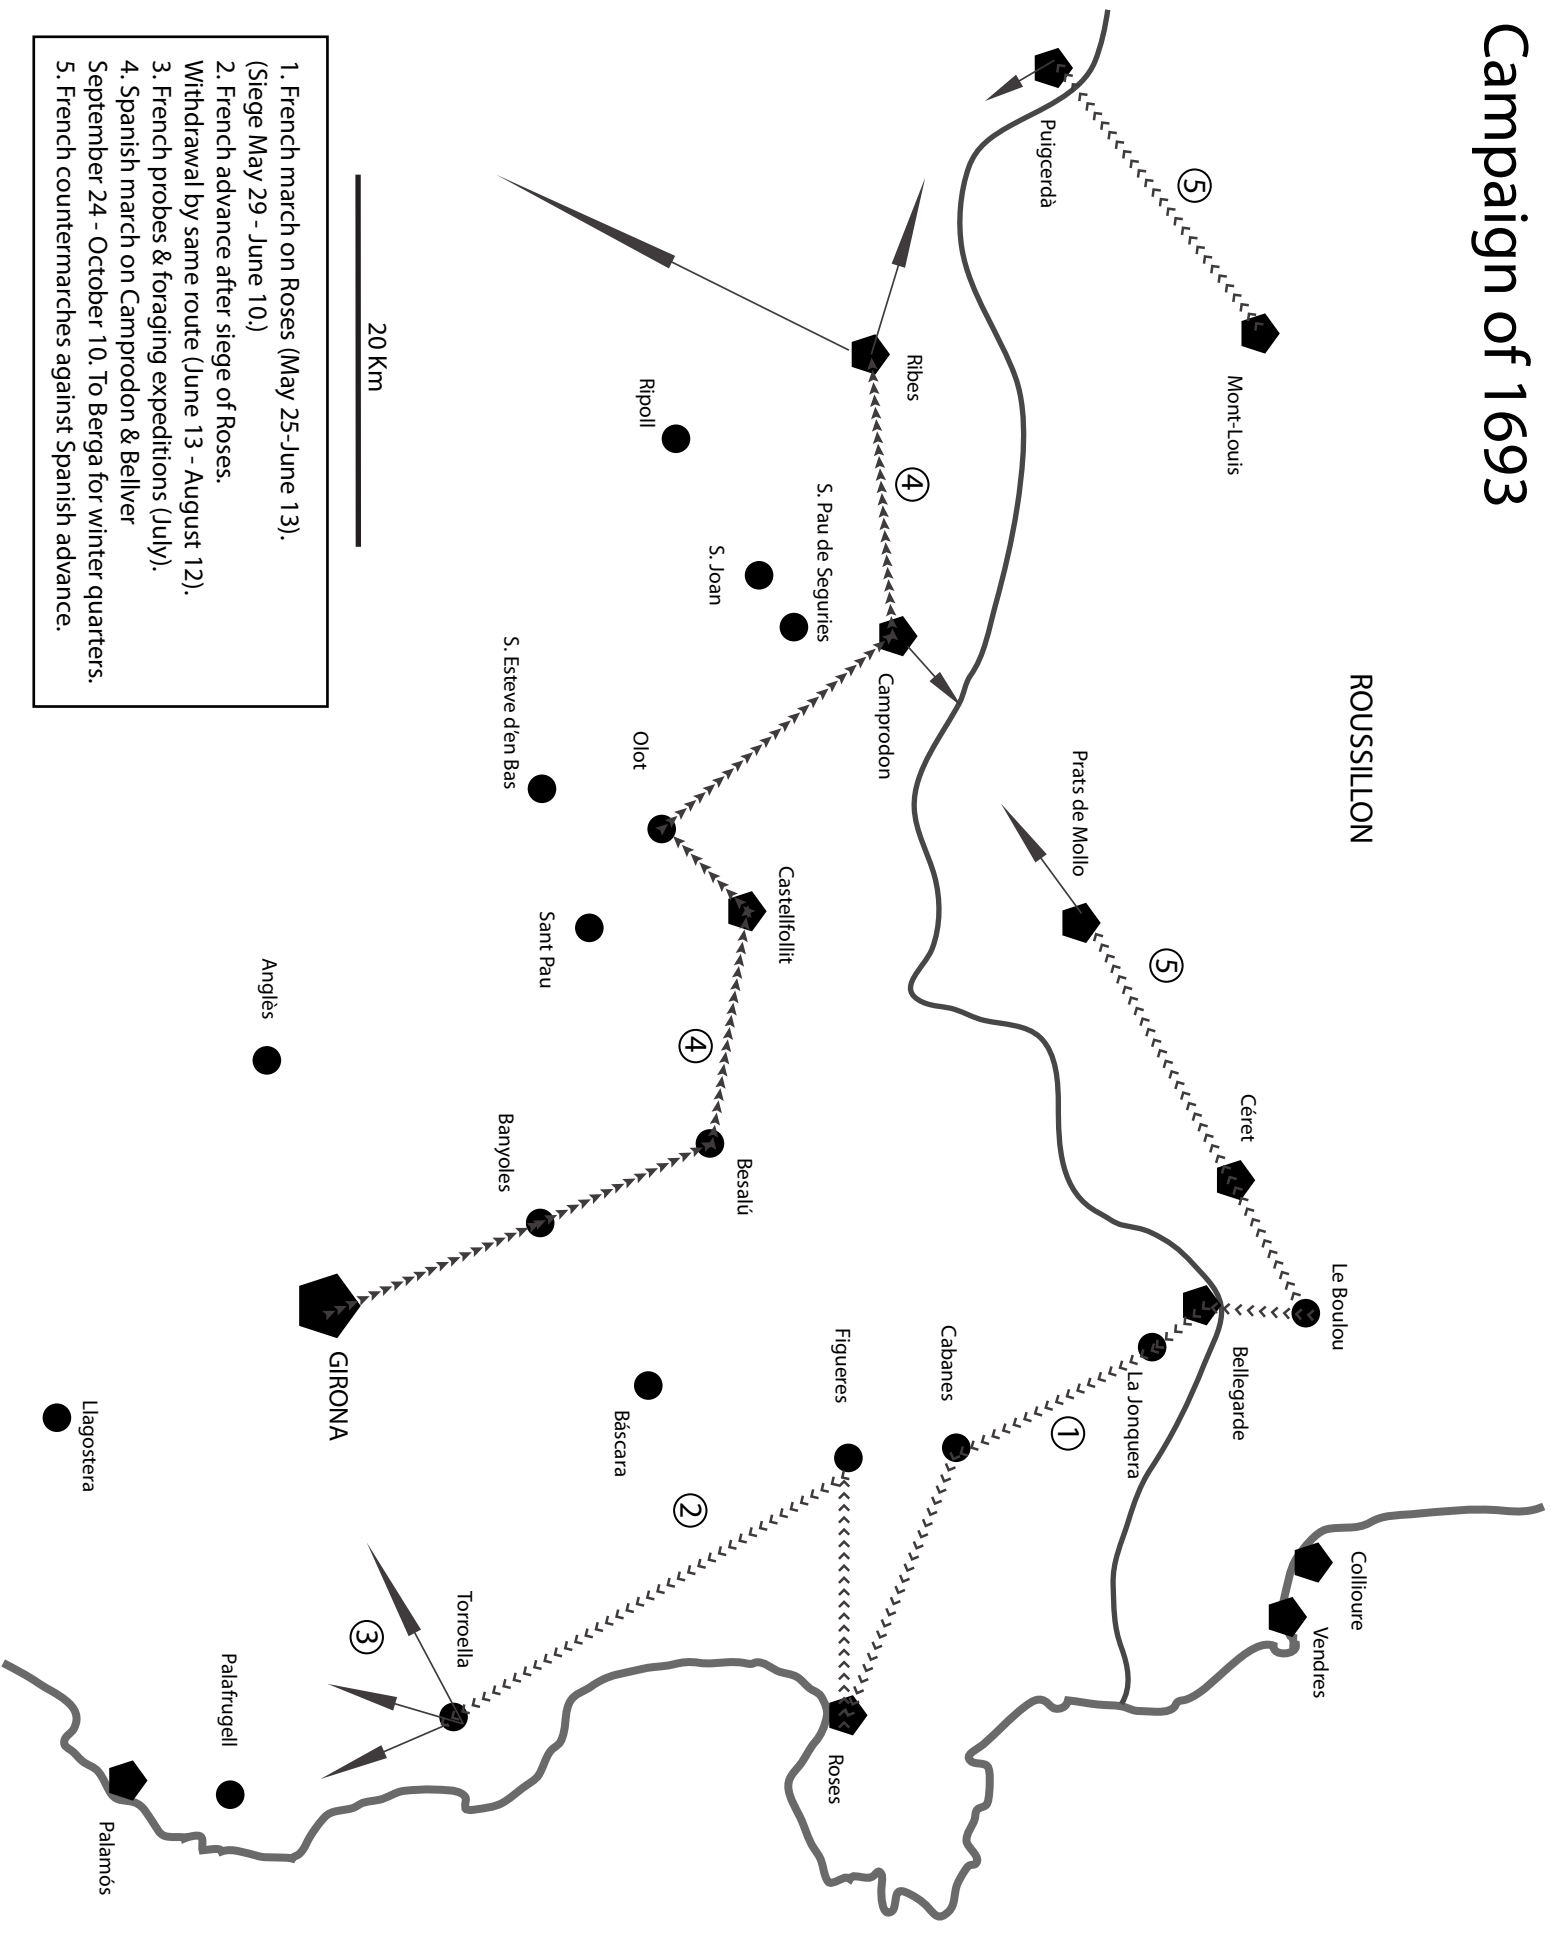 Campaign of 1693
ROUSSILLON
Mont-Louis
⑤
Puigcerdà
Collioure
Vendres
Le Boulou
Céret
Bellegarde
⑤
Prats de Mollo
La Jonquera
①
Cabanes
Ribes
④
Camprodon
Figueres
Roses
S. Pau de Seguries
Castellfollit
S. Joan
Besalú
④
②
Ripoll
Olot
Báscara
Sant Pau
S. Esteve d'en Bas
Banyoles
Torroella
③
20 Km
GIRONA
Anglès
Palafrugell
Palamós
Llagostera
1. French march on Roses (May 25-June 13).
(Siege May 29 - June 10.)
2. French advance after siege of Roses.
Withdrawal by same route (June 13 - August 12).
3. French probes & foraging expeditions (July).
4. Spanish march on Camprodon & Bellver
September 24 - October 10. To Berga for winter quarters.
5. French countermarches against Spanish advance.